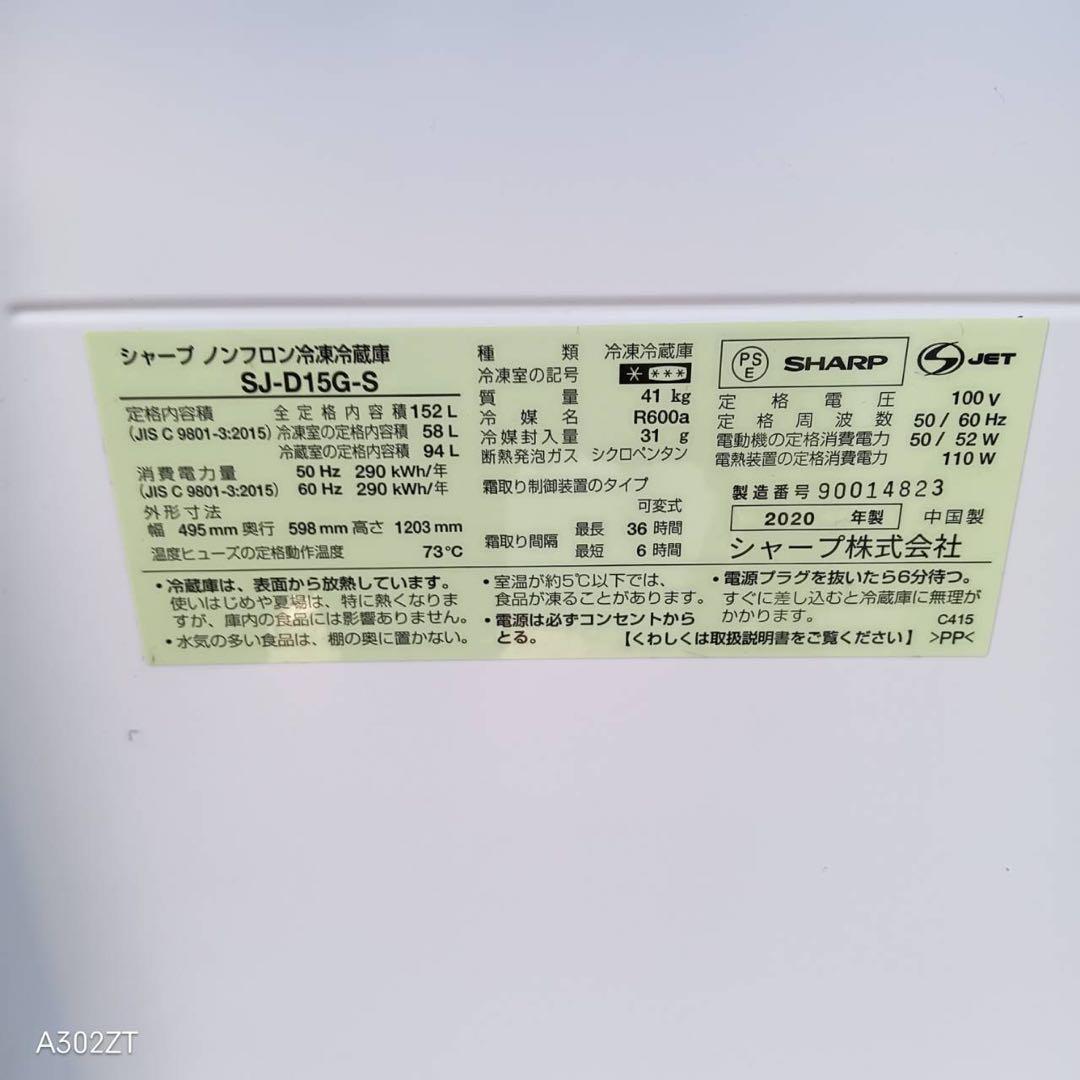 シャープ ノンフロン冷凍冷蔵庫
SJ-D15G-S
定格内容積 全定格内容積 152 L
(JIS C 9801-3:2015) 冷凍室の定格内容積 58 L
冷蔵室の定格内容積 94 L
消費電力量 50 Hz 290 kWh/年
(JIS C 9801-3:2015) 60 Hz 290 kWh/年
外形寸法
幅 495 mm 奥行 598 mm 高さ 1203 mm
温度ヒューズの定格動作温度 73℃
種類 冷凍冷蔵庫
冷凍室の記号 ****
質量 41 kg
冷媒名 R600a
冷媒封入量 31 g
断熱発泡ガス シクロペンタン
霜取り制御装置のタイプ
可変式
霜取り間隔 最長 36 時間
最短 6 時間
PSE SHARP S JET
定格電圧 100 V
定格周波数 50 / 60 Hz
電動機の定格消費電力 50 / 52 W
電熱装置の定格消費電力 110 W
製造番号 90014823
2020 年製 中国製
シャープ株式会社
・冷蔵庫は、表面から放熱しています。
使いはじめや夏場は、特に熱くなりま
すが、庫内の食品には影響ありません。
・水気の多い食品は、棚の奥に置かない。
・室温が約5℃以下では、
食品が凍ることがあります。
・電源は必ずコンセントから
とる。
・電源プラグを抜いたら6分待つ。
すぐに差し込むと冷蔵庫に無理が
かかります。 C415
【くわしくは取扱説明書をご覧ください】 >PP<
A302ZT